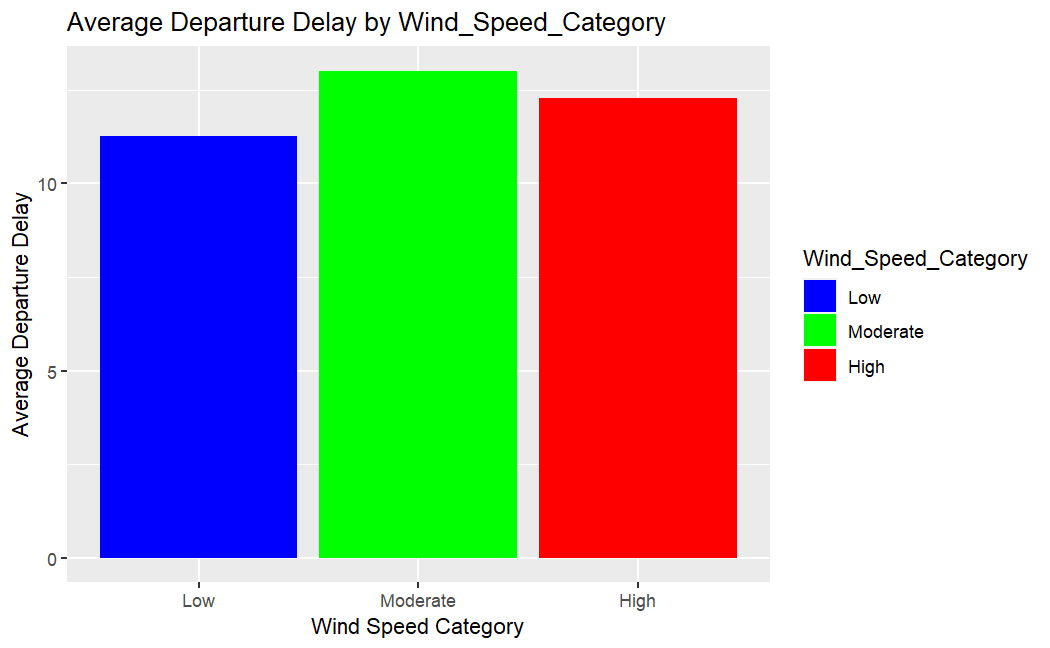 Average Departure Delay by Wind_Speed_Category
Average Departure Delay
10
5
0
Low
Moderate
High
Wind Speed Category
Wind_Speed_Category
Low
Moderate
High